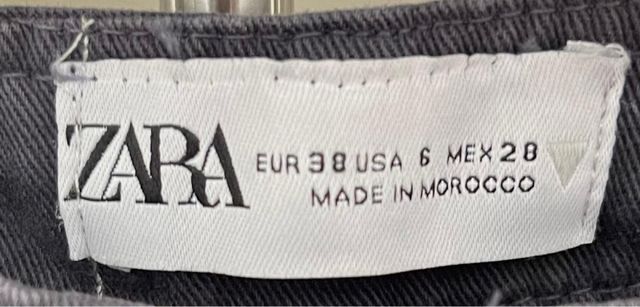 ZARA
EUR 38 USA 6 MEX 28
MADE IN MOROCCO